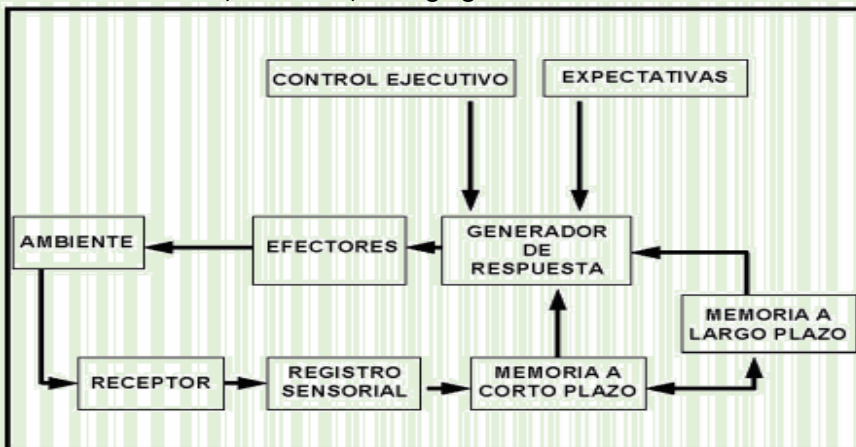 CONTROL EJECUTIVO
EXPECTATIVAS
AMBIENTE
EFECTORES
GENERADOR
DE
RESPUESTA
MEMORIA A
LARGO PLAZO
RECEPTOR
REGISTRO
SENSORIAL
MEMORIA A
CORTO PLAZO